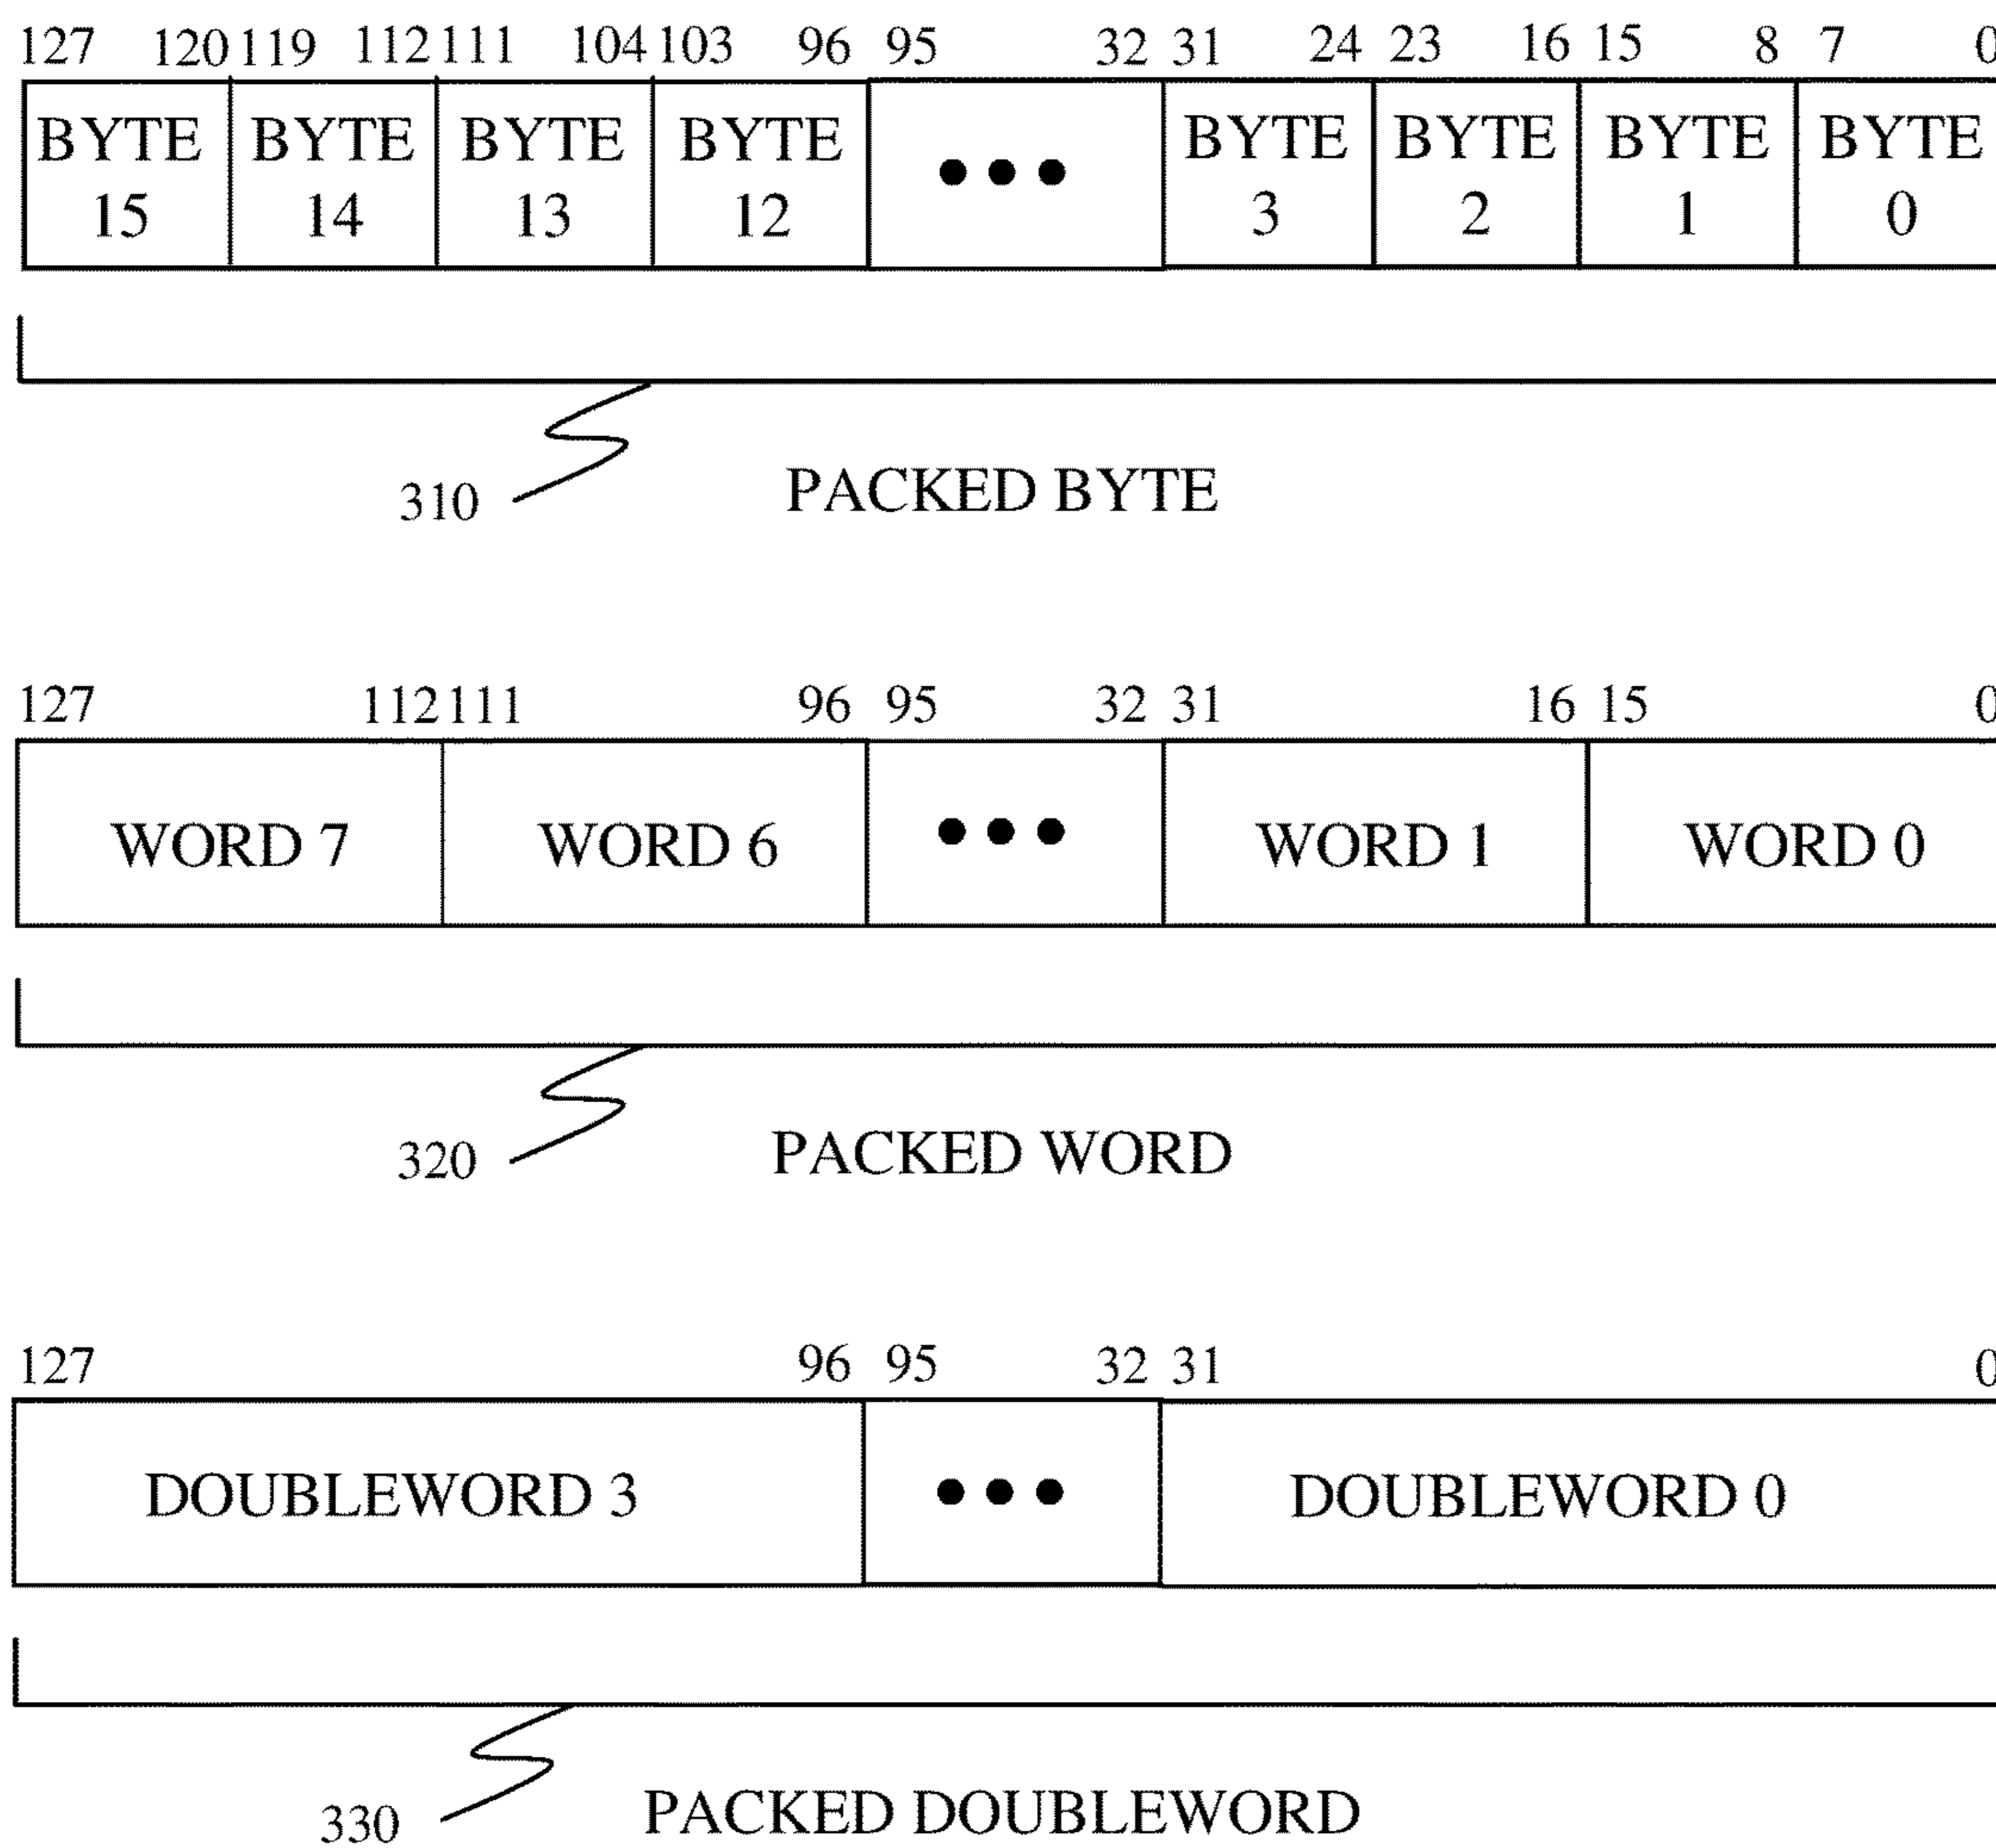 127 120 119 112 111 104 103 96 95 32 31 24 23 16 15 8 7 0
BYTE BYTE BYTE BYTE BYTE BYTE BYTE BYTE
15 14 13 12 ••• 3 2 1 0
310 PACKED BYTE
127 112 111 96 95 32 31 16 15 0
WORD 7 WORD 6 ••• WORD 1 WORD 0
320 PACKED WORD
127 96 95 32 31 0
DOUBLEWORD 3 ••• DOUBLEWORD 0
330 PACKED DOUBLEWORD